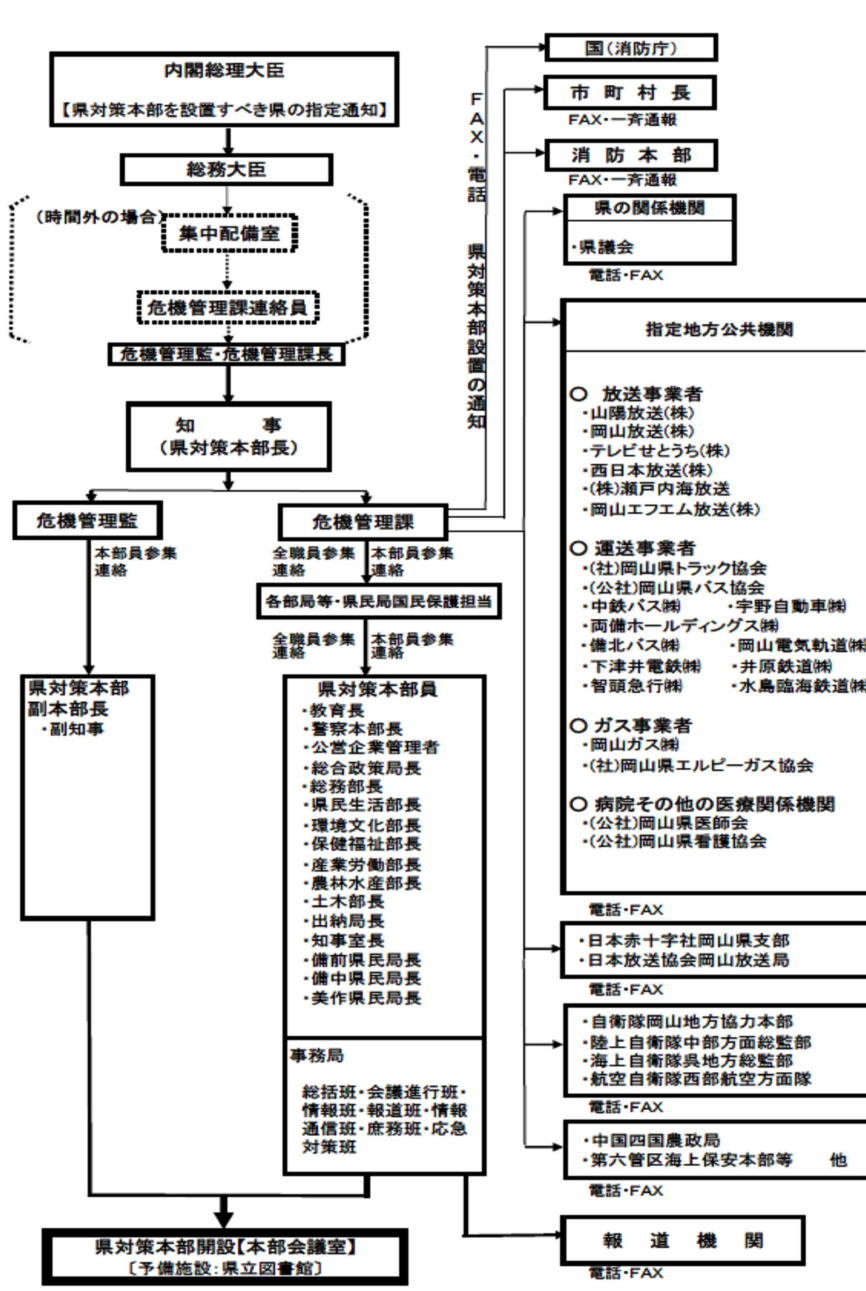 内閣総理大臣
【県対策本部を設置すべき県の指定通知】
総務大臣
(時間外の場合)
集中配備室
危機管理課連絡員
危機管理監・危機管理課長
知 事
(県対策本部長)
危機管理監
危機管理課
本部員参集
連絡
全職員参集
連絡
本部員参集
連絡
各部局等・県民局国民保護担当
全職員参集
連絡
本部員参集
連絡
県対策本部
副本部長
・副知事
県対策本部員
・教育長
・警察本部長
・公営企業管理者
・総合政策局長
・総務部長
・県民生活部長
・環境文化部長
・保健福祉部長
・産業労働部長
・農林水産部長
・土木部長
・出納局長
・知事室長
・備前県民局長
・備中県民局長
・美作県民局長
事務局
総括班・会議進行班・
情報班・報道班・情報
通信班・庶務班・応急
対策班
県対策本部開設【本部会議室】
〔予備施設:県立図書館〕
FAX・電話 県対策本部設置の通知
国(消防庁)
市 町 村 長
FAX・一斉通報
消 防 本 部
FAX・一斉通報
県の関係機関
・県議会
電話・FAX
指定地方公共機関
○ 放送事業者
・山陽放送(株)
・岡山放送(株)
・テレビせとうち(株)
・西日本放送(株)
・(株)瀬戸内海放送
・岡山エフエム放送(株)
○ 運送事業者
・(社)岡山県トラック協会
・(公社)岡山県バス協会
・中鉄バス㈱ ・宇野自動車㈱
・両備ホールディングス㈱
・備北バス㈱ ・岡山電気軌道㈱
・下津井電鉄㈱ ・井原鉄道㈱
・智頭急行㈱ ・水島臨海鉄道㈱
○ ガス事業者
・岡山ガス㈱
・(社)岡山県エルピーガス協会
○ 病院その他の医療関係機関
・(公社)岡山県医師会
・(公社)岡山県看護協会
電話・FAX
・日本赤十字社岡山県支部
・日本放送協会岡山放送局
電話・FAX
・自衛隊岡山地方協力本部
・陸上自衛隊中部方面総監部
・海上自衛隊呉地方総監部
・航空自衛隊西部航空方面隊
電話・FAX
・中国四国農政局
・第六管区海上保安本部等 他
電話・FAX
報 道 機 関
電話・FAX